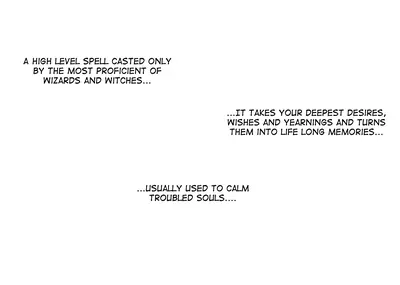 A HIGH LEVEL SPELL CASTED ONLY
BY THE MOST PROFICIENT OF
WIZARDS AND WITCHES...
...IT TAKES YOUR DEEPEST DESIRES,
WISHES AND YEARNINGS AND TURNS
THEM INTO LIFE LONG MEMORIES...
...USUALLY USED TO CALM
TROUBLED SOULS....